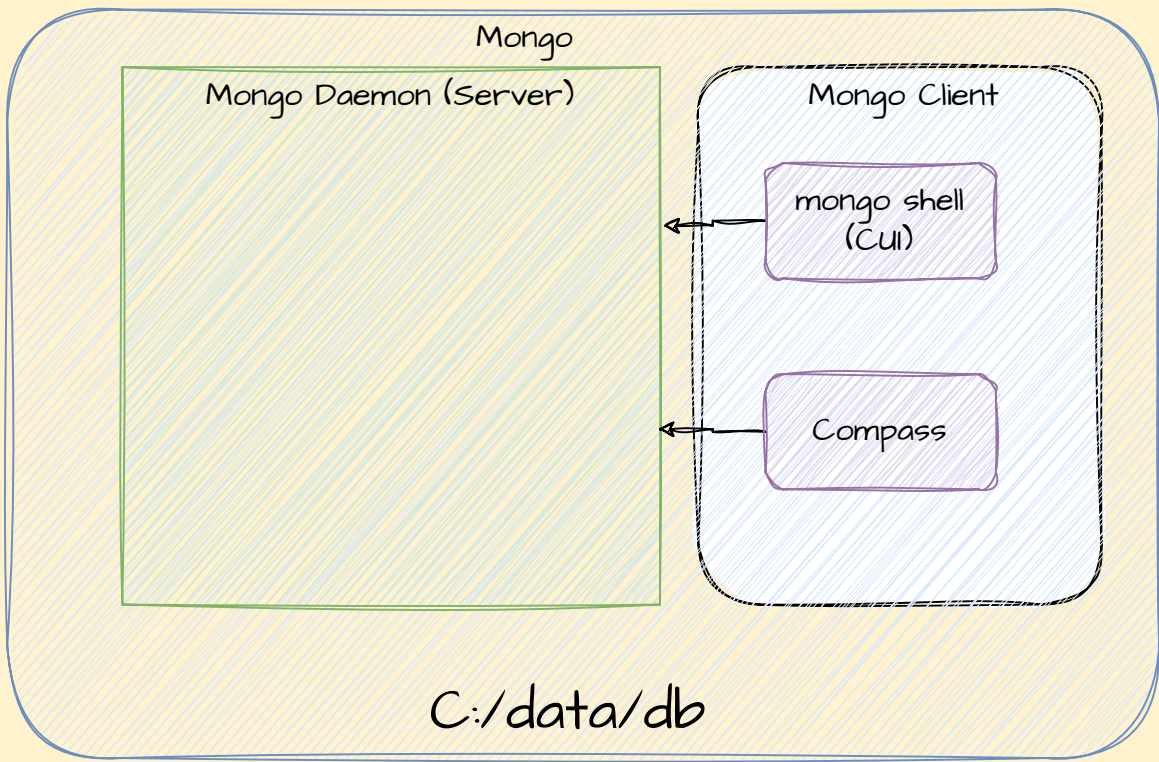 Mongo
Mongo Daemon (Server)
Mongo Client
mongo shell
(CUI)
Compass
C:/data/db